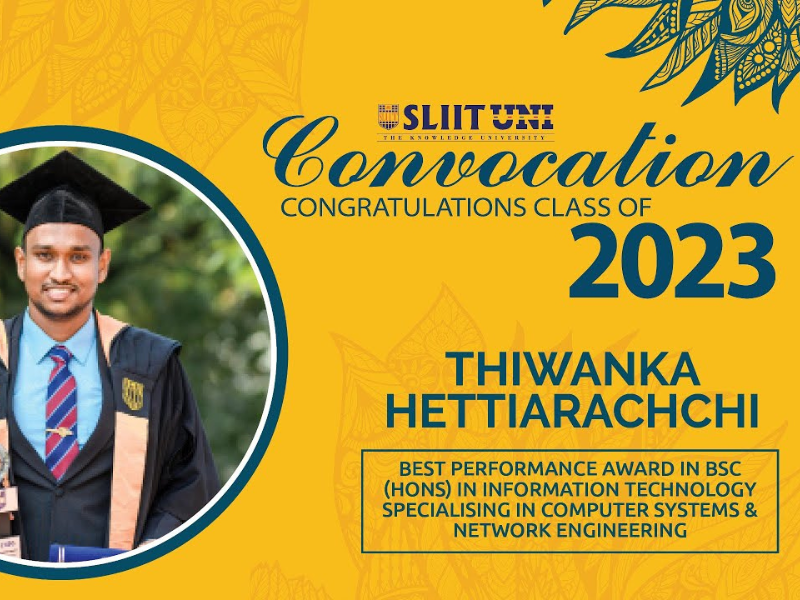 SLIIT UNI
THE KNOWLEDGE UNIVERSITY
Convocation
CONGRATULATIONS CLASS OF
2023
THIWANKA
HETTIARACHCHI
BEST PERFORMANCE AWARD IN BSC
(HONS) IN INFORMATION TECHNOLOGY
SPECIALISING IN COMPUTER SYSTEMS &
NETWORK ENGINEERING